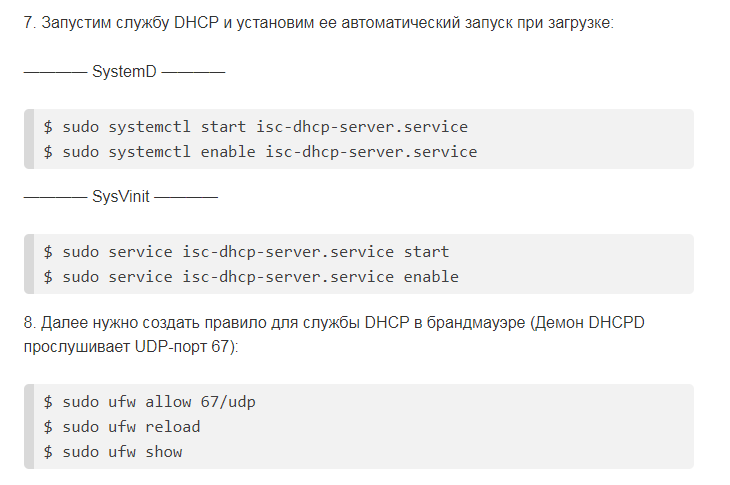 7. Запустим службу DHCP и установим ее автоматический запуск при загрузке:
———— SystemD ————
$ sudo systemctl start isc-dhcp-server.service
$ sudo systemctl enable isc-dhcp-server.service
———— SysVinit ————
$ sudo service isc-dhcp-server.service start
$ sudo service isc-dhcp-server.service enable
8. Далее нужно создать правило для службы DHCP в брандмауэре (Демон DHCPD
прослушивает UDP-порт 67):
$ sudo ufw allow 67/udp
$ sudo ufw reload
$ sudo ufw show